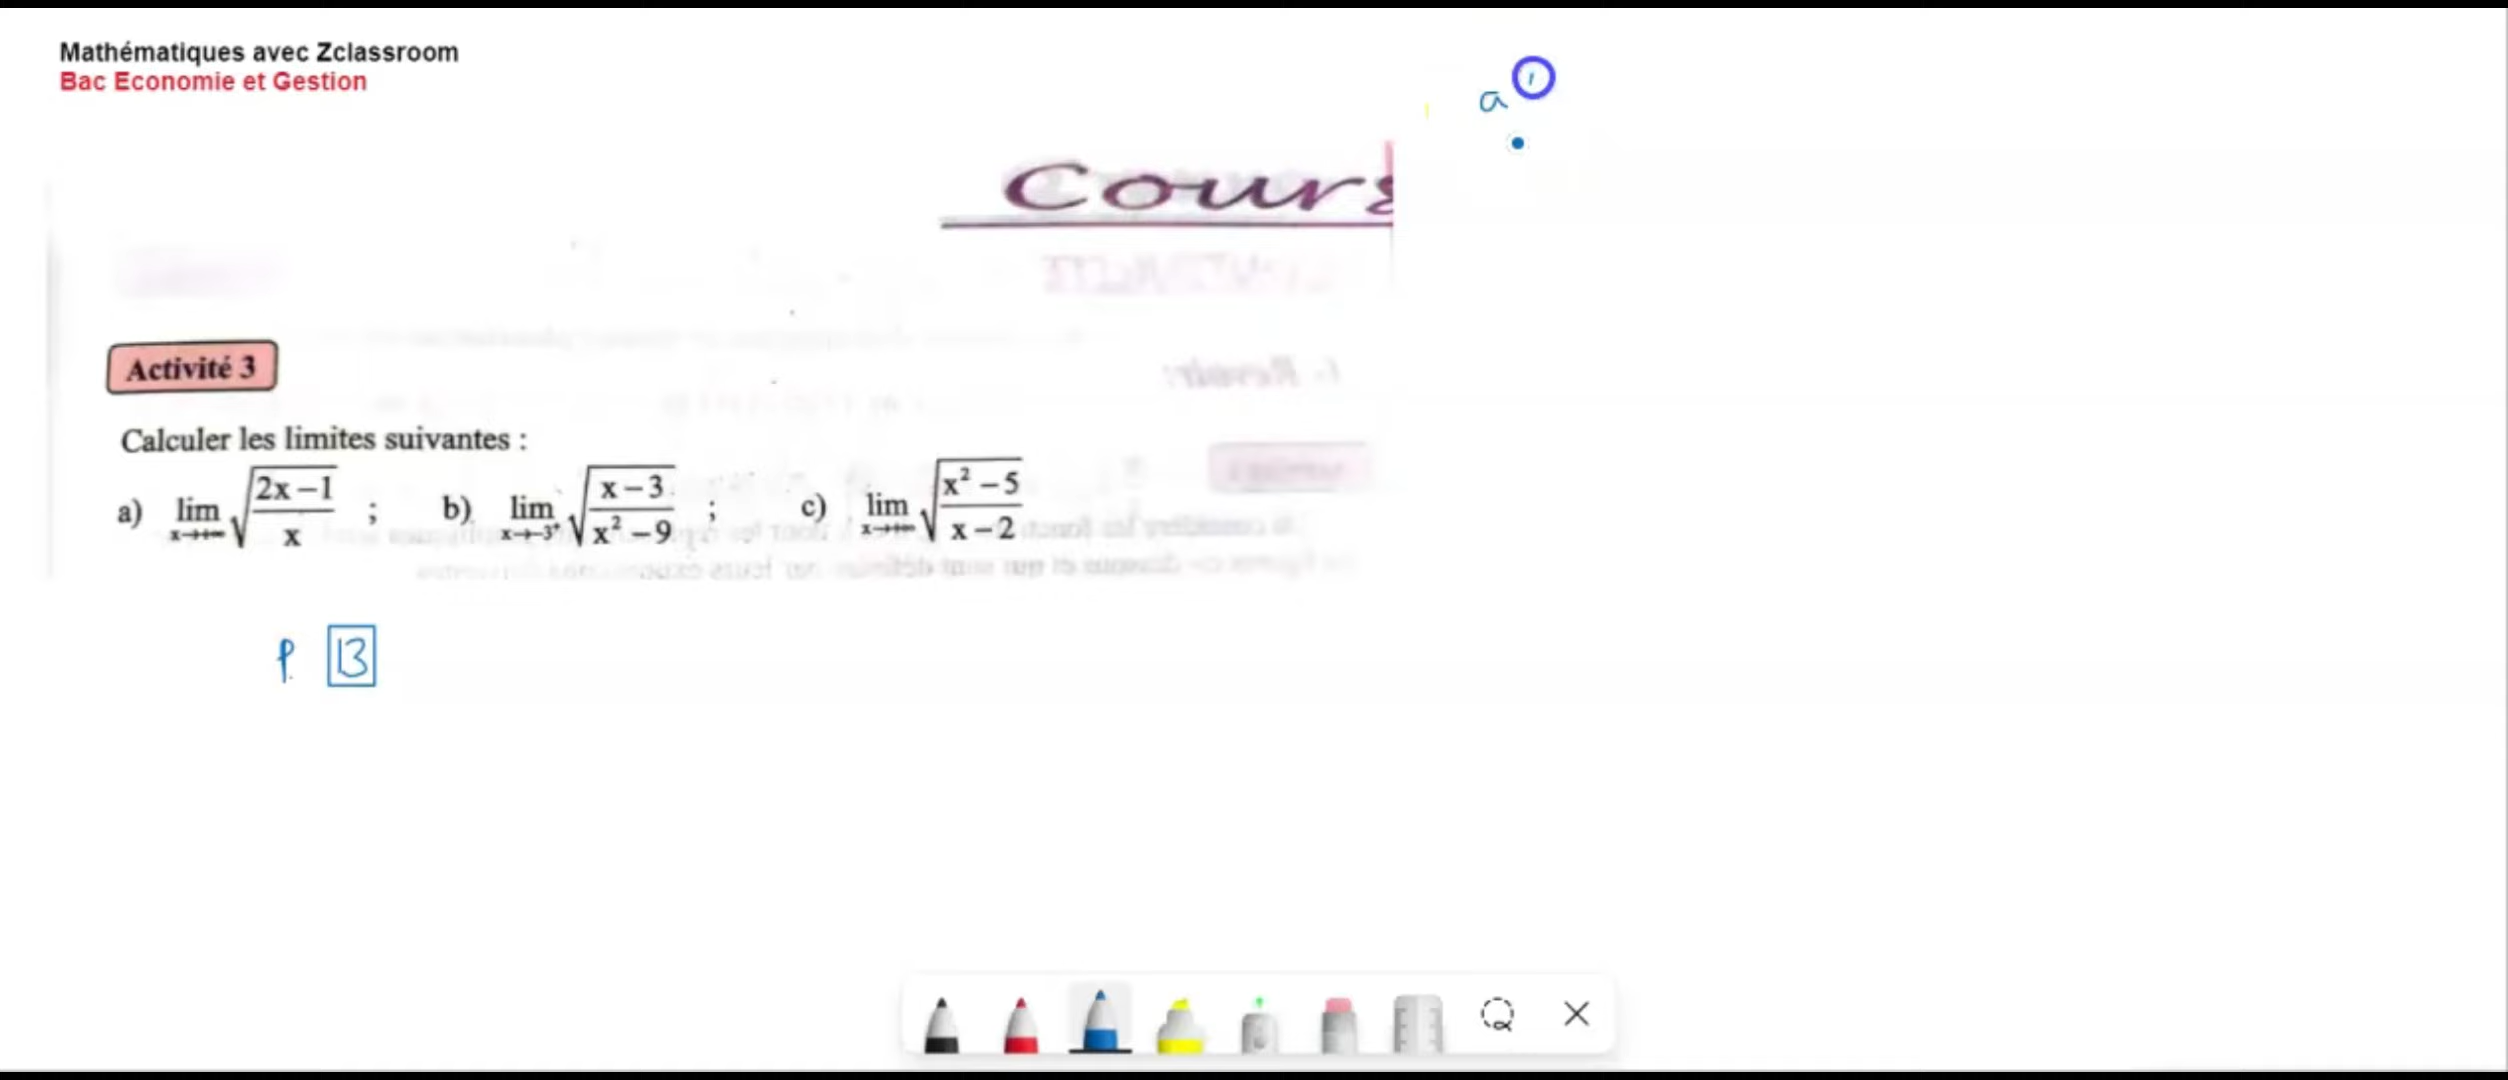 Mathématiques avec Zclassroom
Bac Economie et Gestion
a 1
Cours
Activité 3
Calculer les limites suivantes :
a) lim x→+∞ √((2x−1)/x) ; b) lim x→−3⁺ √((x−3)/(x²−9)) ; c) lim x→+∞ √((x²−5)/(x−2))
p. 13